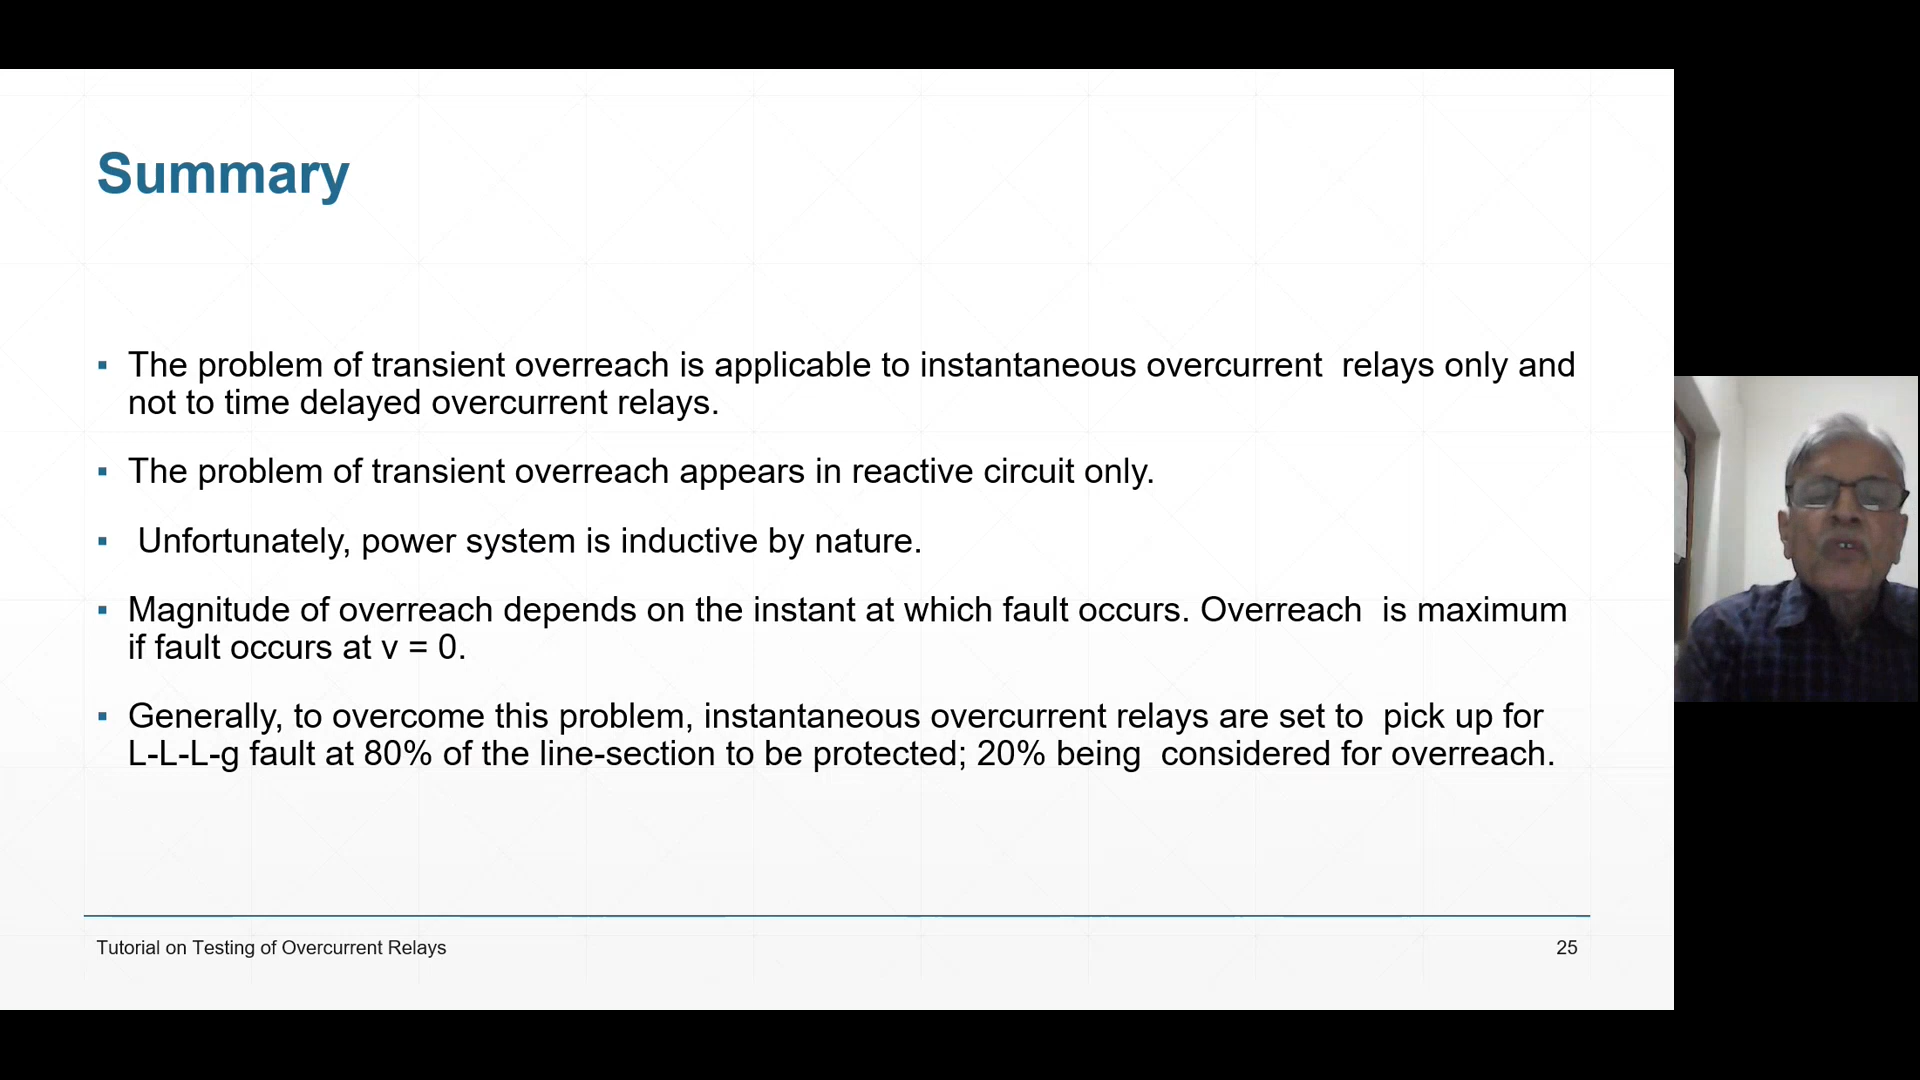 Summary
▪ The problem of transient overreach is applicable to instantaneous overcurrent relays only and
not to time delayed overcurrent relays.
▪ The problem of transient overreach appears in reactive circuit only.
▪ Unfortunately, power system is inductive by nature.
▪ Magnitude of overreach depends on the instant at which fault occurs. Overreach is maximum
if fault occurs at v = 0.
▪ Generally, to overcome this problem, instantaneous overcurrent relays are set to pick up for
L-L-L-g fault at 80% of the line-section to be protected; 20% being considered for overreach.
Tutorial on Testing of Overcurrent Relays
25